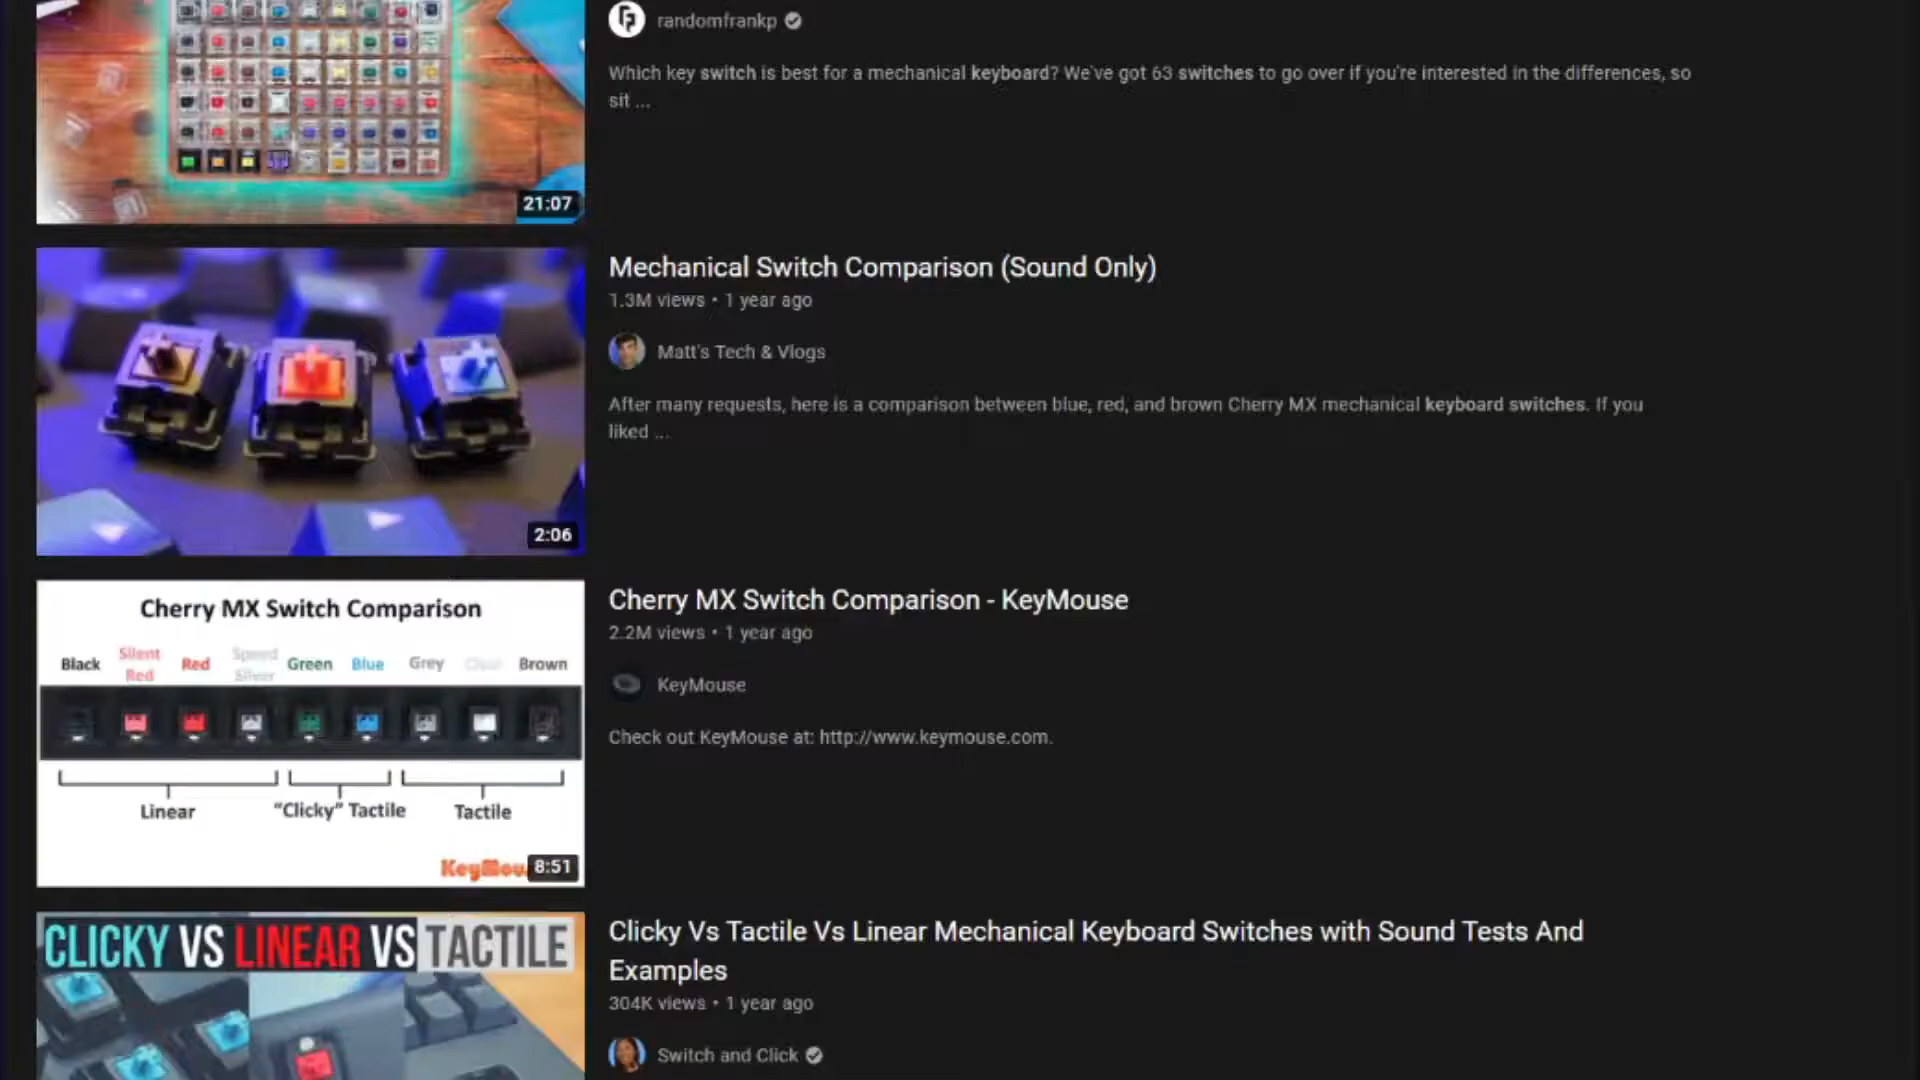 randomfrankp
Which key switch is best for a mechanical keyboard? We've got 63 switches to go over if you're interested in the differences, so
sit ...
21:07
Mechanical Switch Comparison (Sound Only)
1.3M views • 1 year ago
Matt's Tech & Vlogs
After many requests, here is a comparison between blue, red, and brown Cherry MX mechanical keyboard switches. If you
liked ...
2:06
Cherry MX Switch Comparison
Black Silent Red Red Speed Silver Green Blue Grey Clear Brown
Linear "Clicky" Tactile Tactile
8:51
Cherry MX Switch Comparison - KeyMouse
2.2M views • 1 year ago
KeyMouse
Check out KeyMouse at: http://www.keymouse.com.
CLICKY VS LINEAR VS TACTILE
Clicky Vs Tactile Vs Linear Mechanical Keyboard Switches with Sound Tests And
Examples
304K views • 1 year ago
Switch and Click